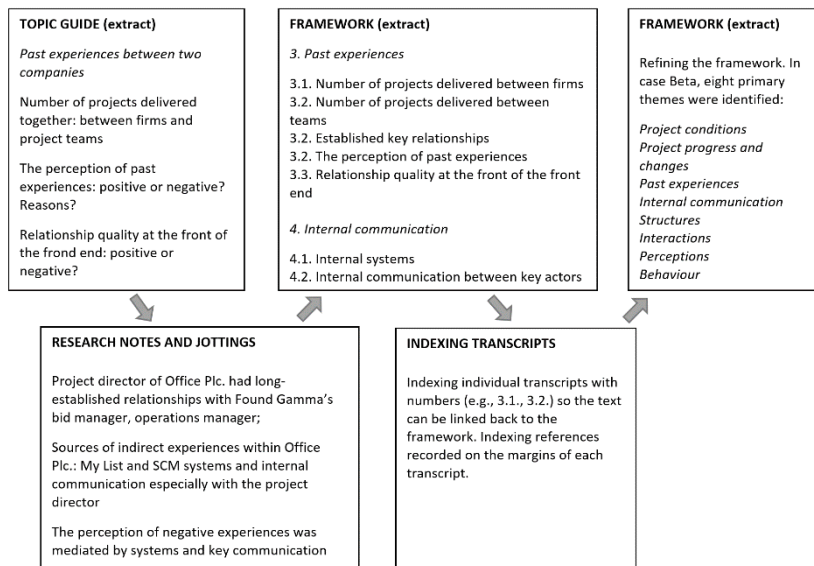 TOPIC GUIDE (extract)
Past experiences between two
companies
Number of projects delivered
together: between firms and
project teams
The perception of past
experiences: positive or negative?
Reasons?
Relationship quality at the front of
the frond end: positive or
negative?
RESEARCH NOTES AND JOTTINGS
Project director of Office Plc. had long-
established relationships with Found Gamma's
bid manager, operations manager;
Sources of indirect experiences within Office
Plc.: My List and SCM systems and internal
communication especially with the project
director
The perception of negative experiences was
mediated by systems and key communication
FRAMEWORK (extract)
3. Past experiences
3.1. Number of projects delivered between firms
3.2. Number of projects delivered between
teams
3.2. Established key relationships
3.2. The perception of past experiences
3.3. Relationship quality at the front of the front
end
4. Internal communication
4.1. Internal systems
4.2. Internal communication between key actors
INDEXING TRANSCRIPTS
Indexing individual transcripts with
numbers (e.g., 3.1., 3.2.) so the text
can be linked back to the
framework. Indexing references
recorded on the margins of each
transcript.
FRAMEWORK (extract)
Refining the framework. In
case Beta, eight primary
themes were identified:
Project conditions
Project progress and
changes
Past experiences
Internal communication
Structures
Interactions
Perceptions
Behaviour